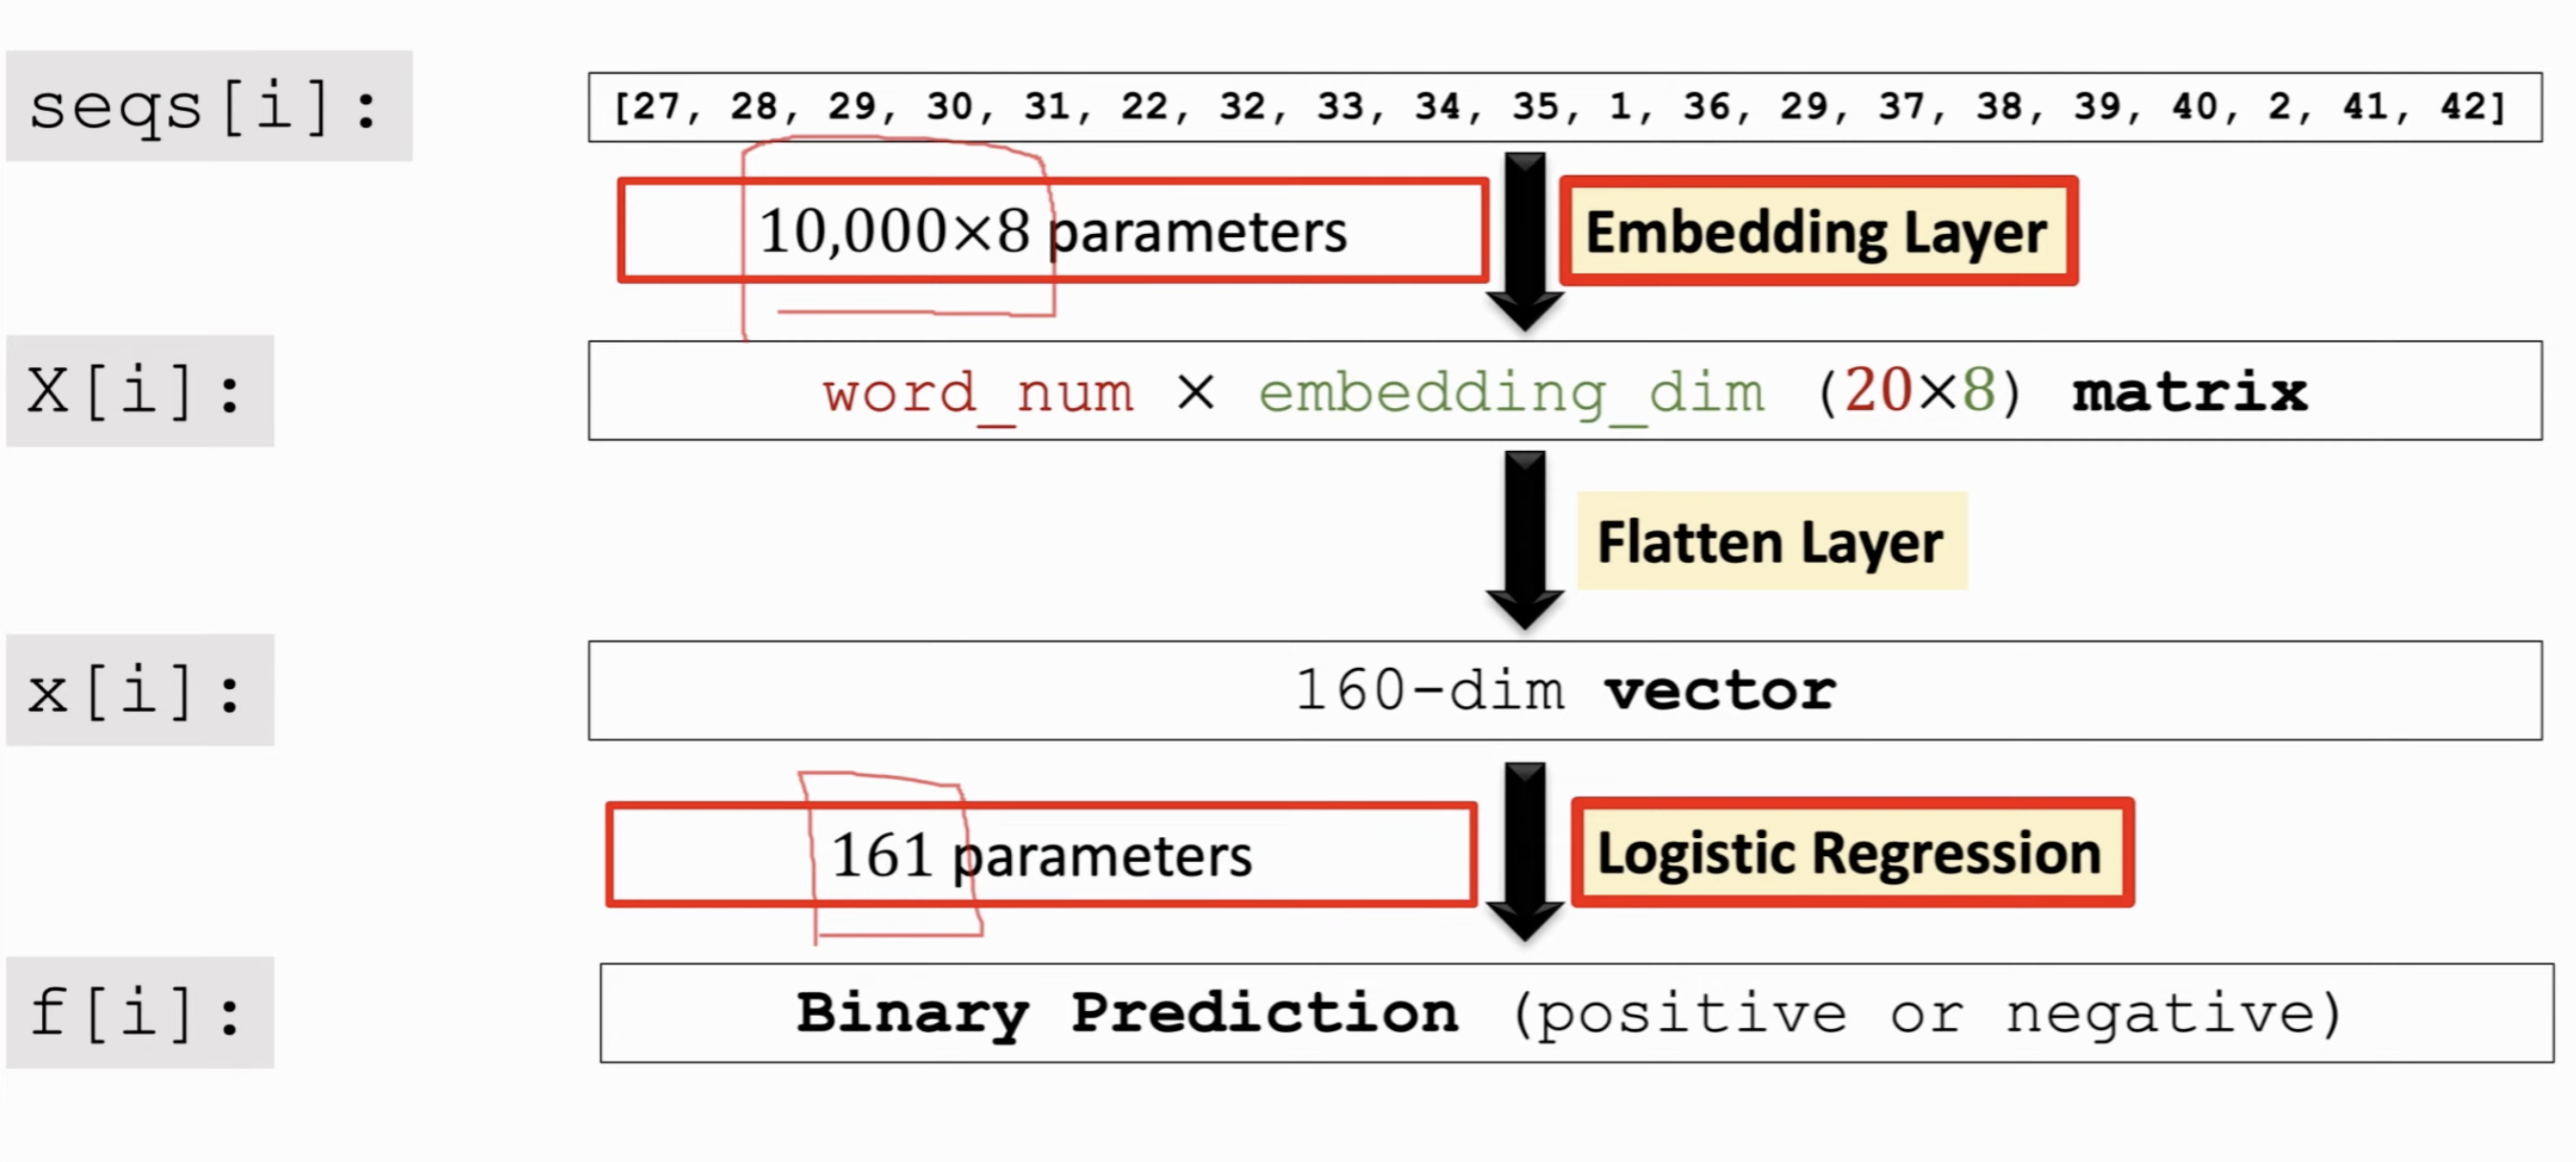 seqs[i]:
[27, 28, 29, 30, 31, 22, 32, 33, 34, 35, 1, 36, 29, 37, 38, 39, 40, 2, 41, 42]
10,000×8 parameters
Embedding Layer
X[i]:
word_num × embedding_dim (20×8) matrix
Flatten Layer
x[i]:
160-dim vector
161 parameters
Logistic Regression
f[i]:
Binary Prediction (positive or negative)